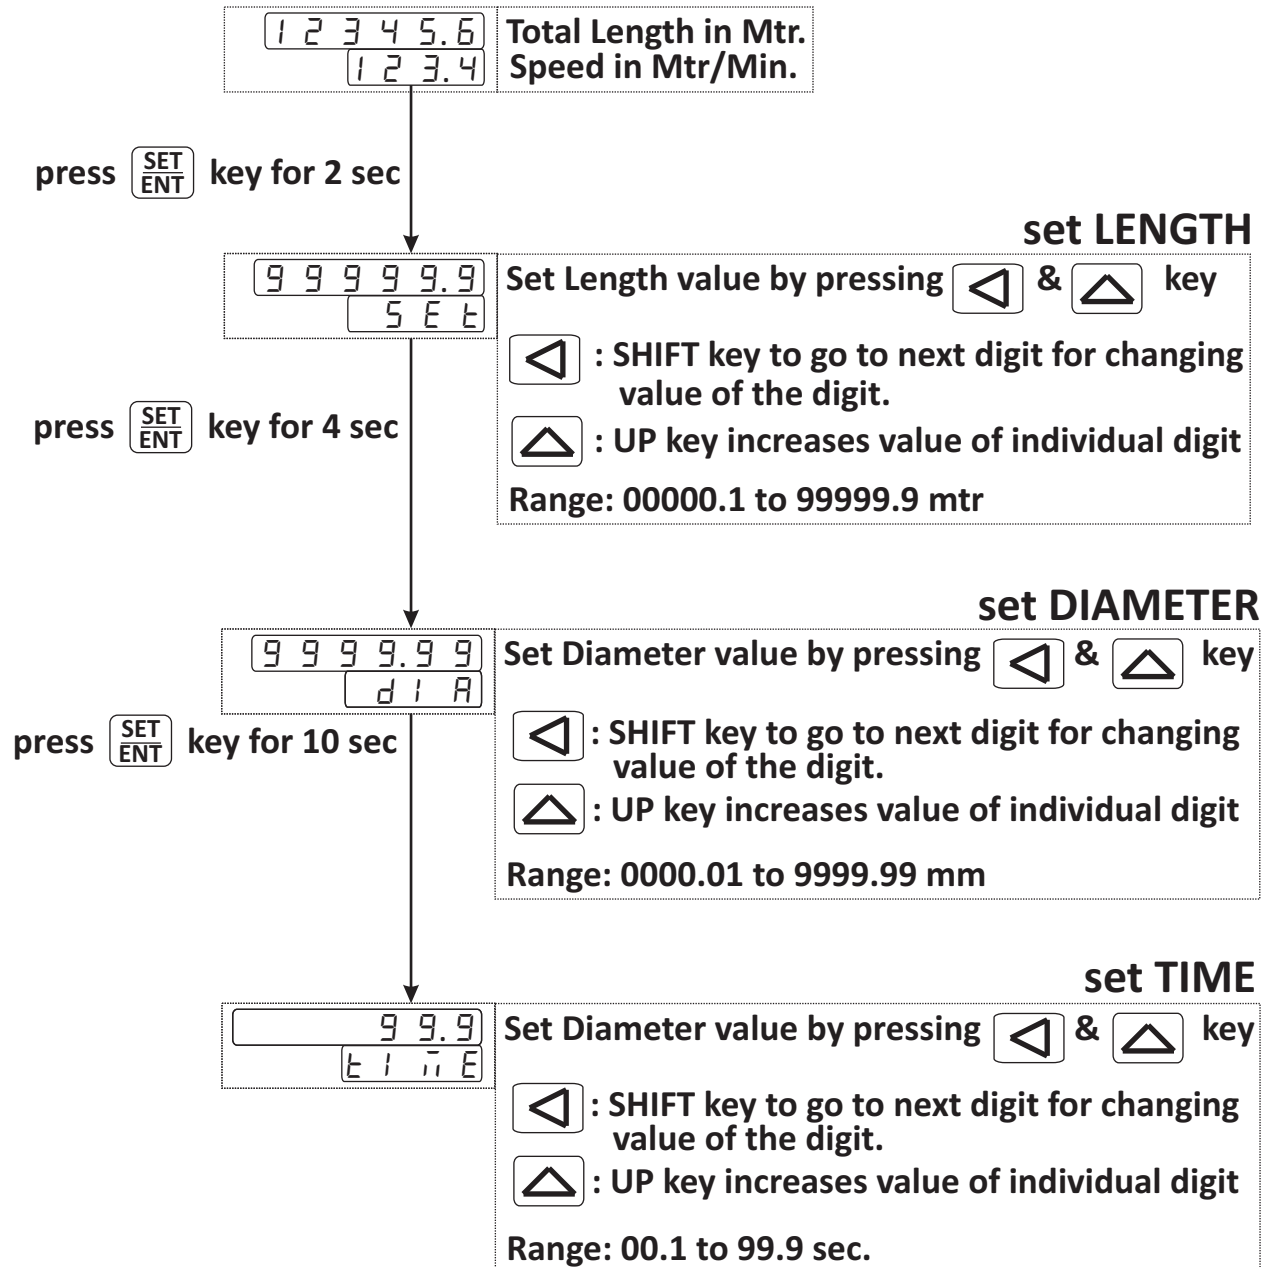 1 2 3 4 5.6 Total Length in Mtr.
1 2 3.4 Speed in Mtr/Min.
press SET
ENT key for 2 sec
set LENGTH
9 9 9 9 9.9 Set Length value by pressing & key
S E t
: SHIFT key to go to next digit for changing
value of the digit.
press SET
ENT key for 4 sec
: UP key increases value of individual digit
Range: 00000.1 to 99999.9 mtr
set DIAMETER
9 9 9 9.9 9 Set Diameter value by pressing & key
d I A
press SET
ENT key for 10 sec
: SHIFT key to go to next digit for changing
value of the digit.
: UP key increases value of individual digit
Range: 0000.01 to 9999.99 mm
set TIME
9 9.9 Set Diameter value by pressing & key
t I m E
: SHIFT key to go to next digit for changing
value of the digit.
: UP key increases value of individual digit
Range: 00.1 to 99.9 sec.